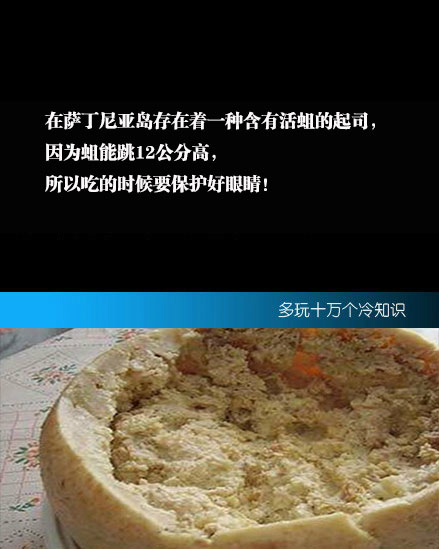 在萨丁尼亚岛存在着一种含有活蛆的起司，
因为蛆能跳12公分高，
所以吃的时候要保护好眼睛！
多玩十万个冷知识